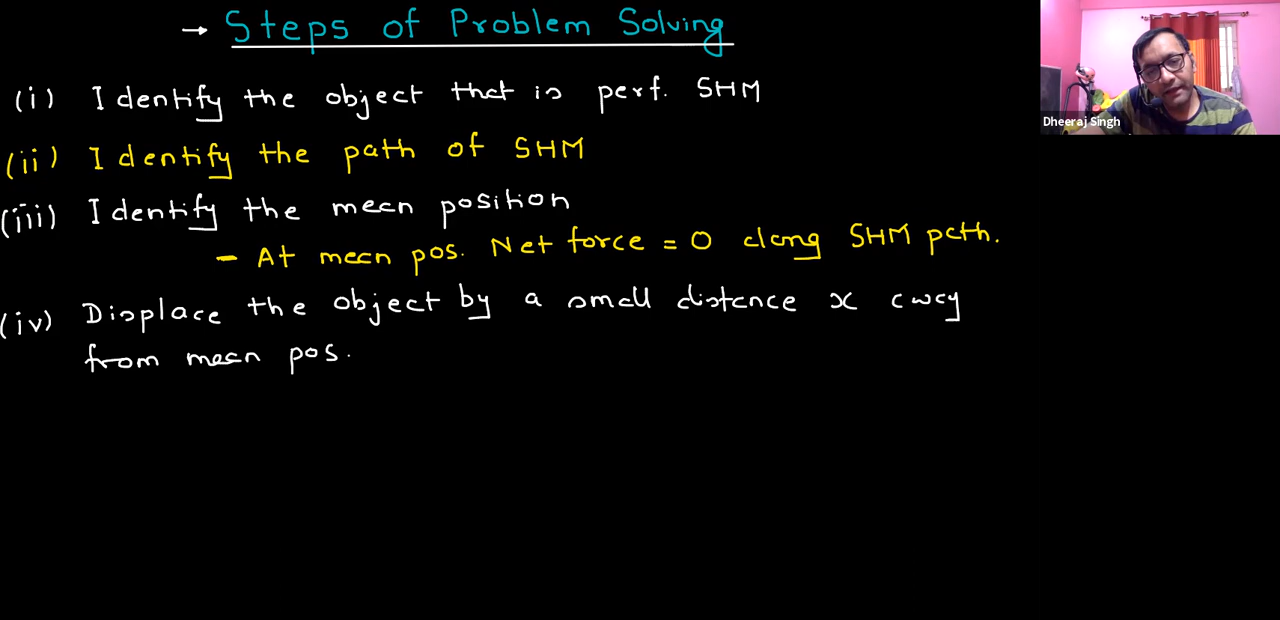 → Steps of Problem Solving
(i) Identify the object that is perf. SHM
(ii) Identify the path of SHM
(iii) Identify the mean position
- At mean pos. Net force = 0 along SHM path.
(iv) Displace the object by a small distance x away
from mean pos.
Dheeraj Singh